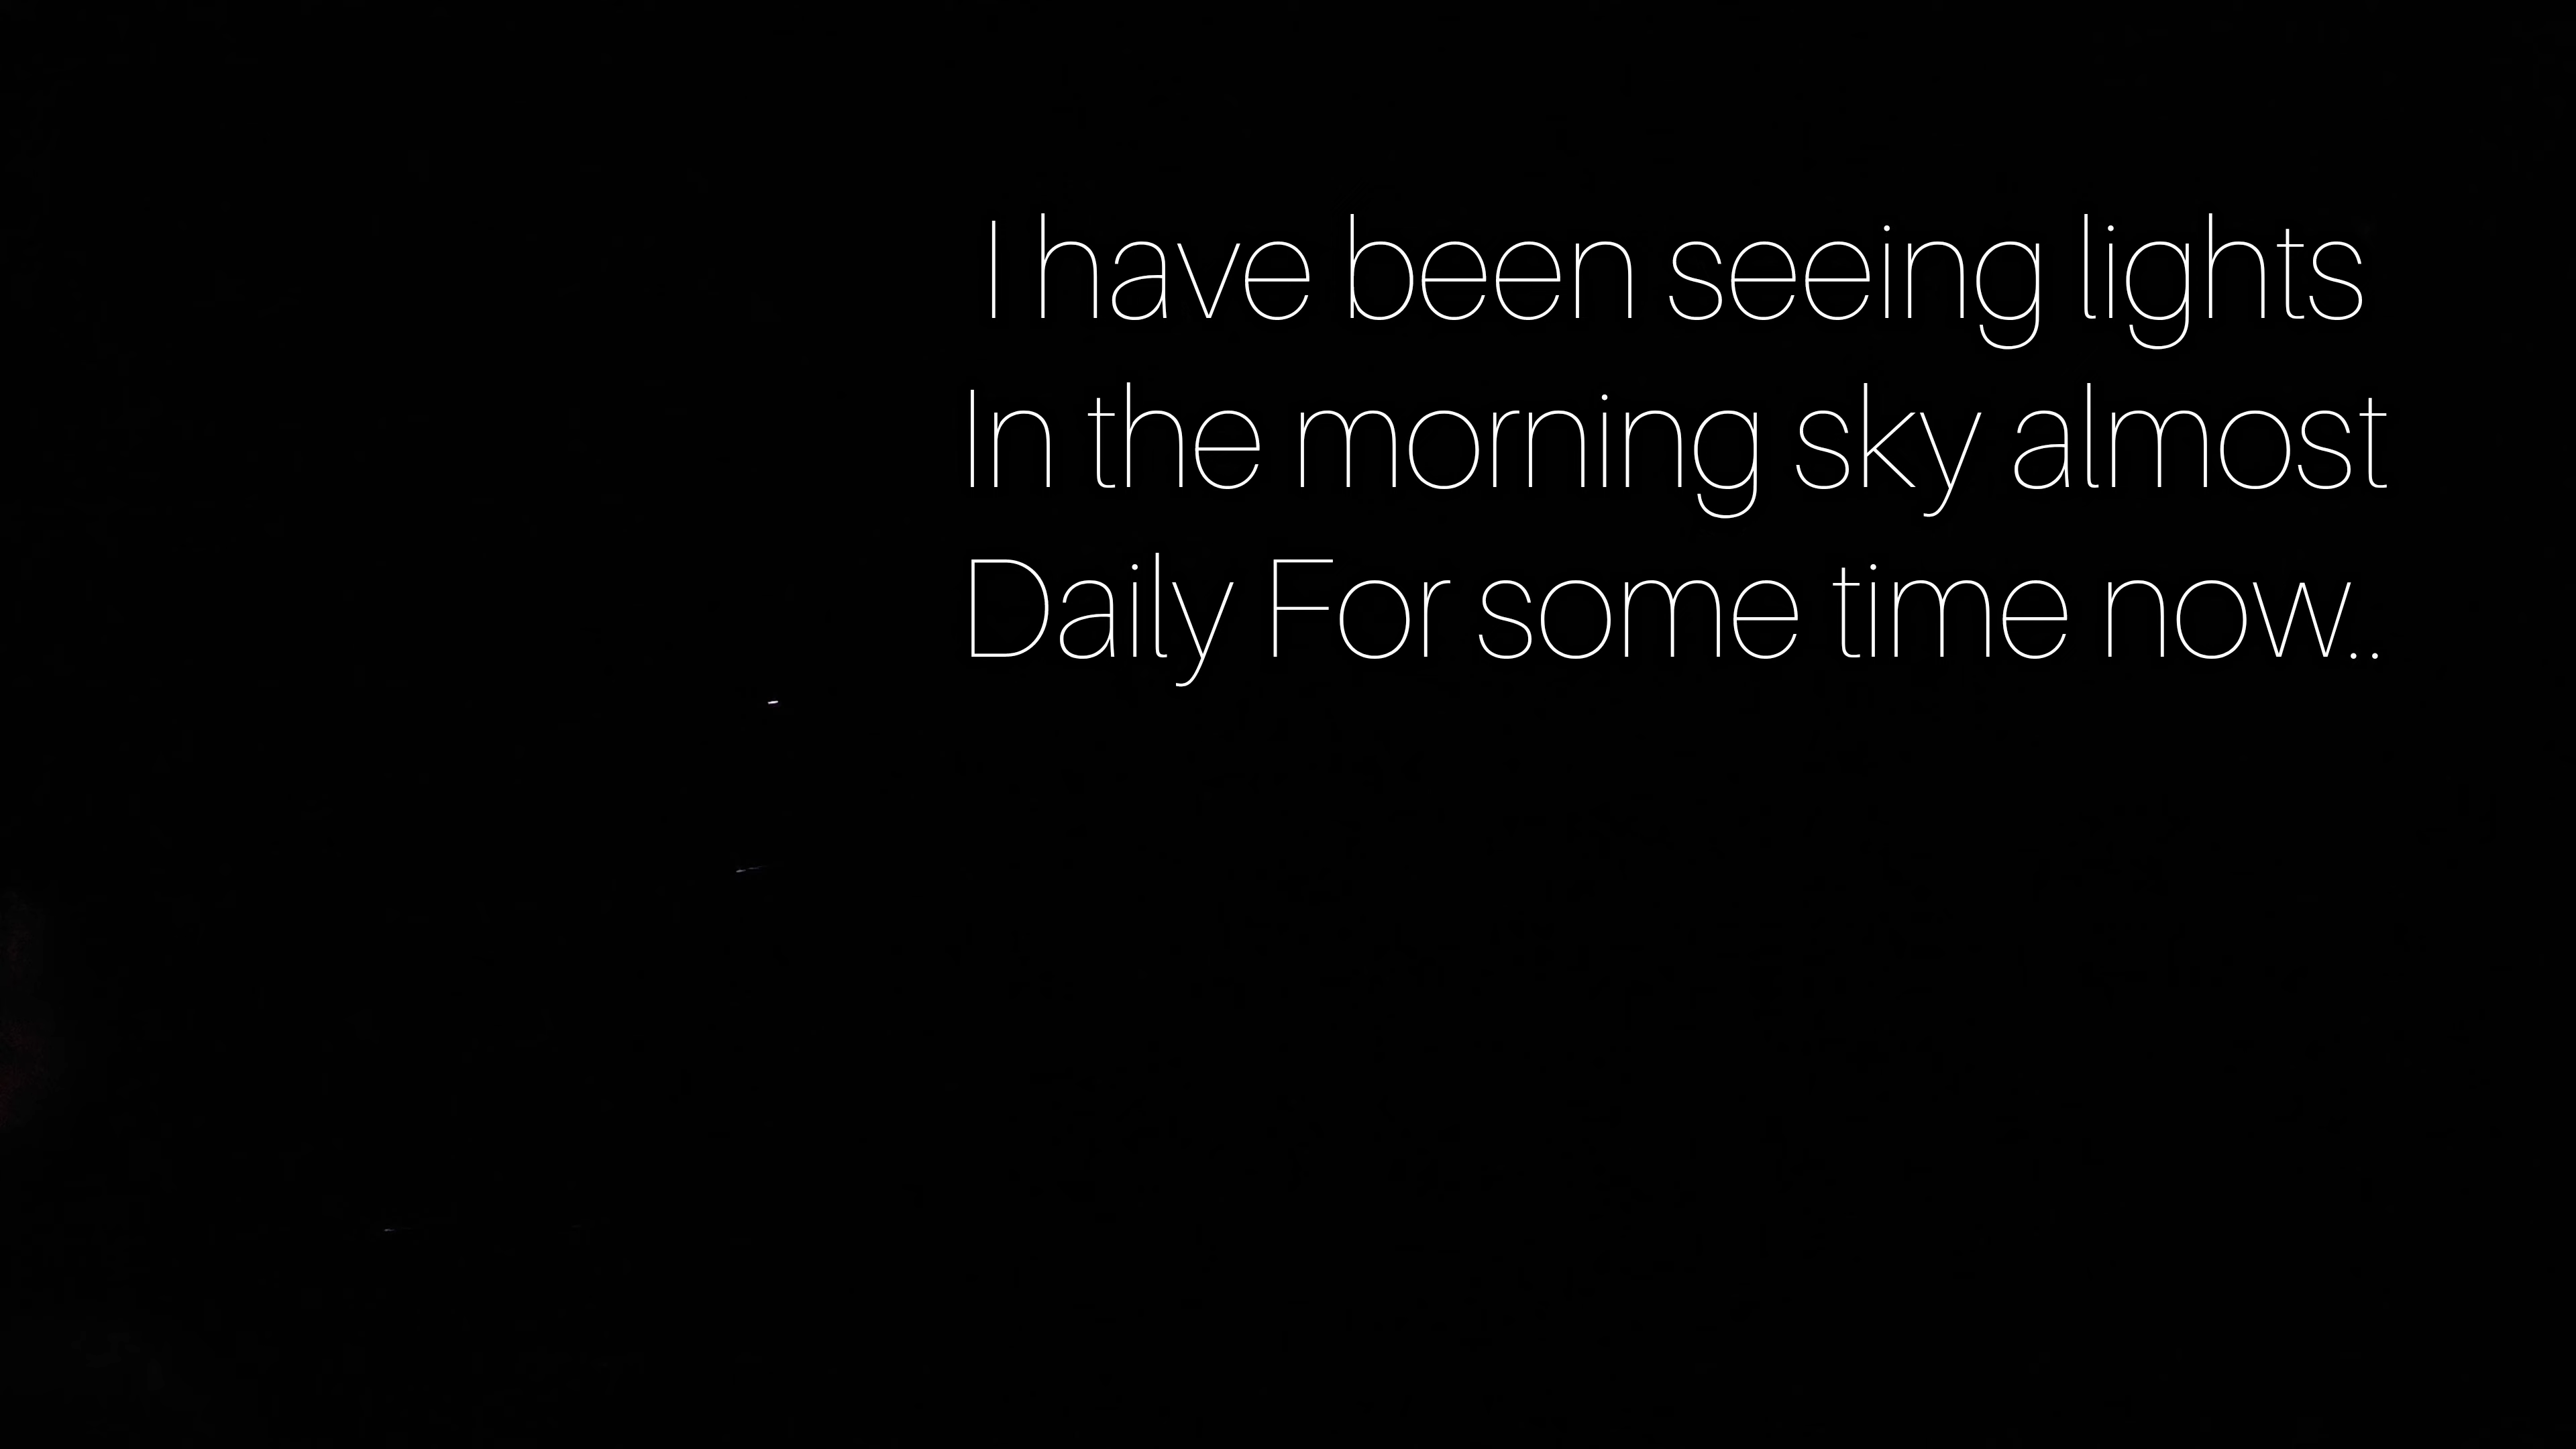 I have been seeing lights
In the morning sky almost
Daily For some time now..